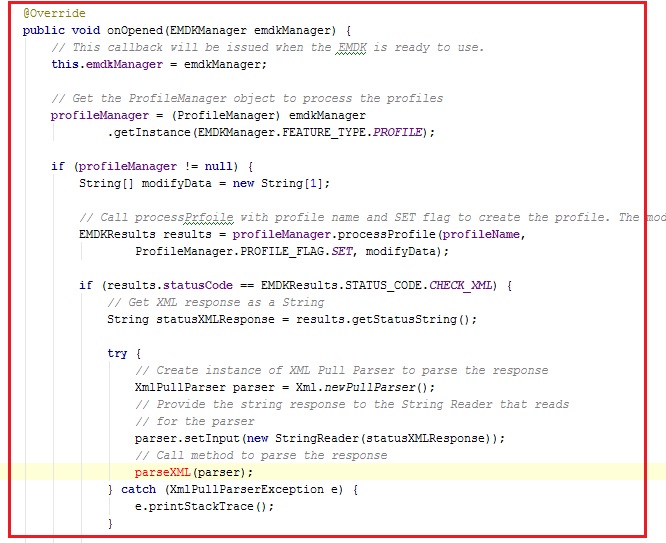 @Override
public void onOpened(EMDKManager emdkManager) {
// This callback will be issued when the EMDK is ready to use.
this.emdkManager = emdkManager;
// Get the ProfileManager object to process the profiles
profileManager = (ProfileManager) emdkManager
.getInstance(EMDKManager.FEATURE_TYPE.PROFILE);
if (profileManager != null) {
String[] modifyData = new String[1];
// Call processPrfoile with profile name and SET flag to create the profile. The mod
EMDKResults results = profileManager.processProfile(profileName,
ProfileManager.PROFILE_FLAG.SET, modifyData);
if (results.statusCode == EMDKResults.STATUS_CODE.CHECK_XML) {
// Get XML response as a String
String statusXMLResponse = results.getStatusString();
try {
// Create instance of XML Pull Parser to parse the response
XmlPullParser parser = Xml.newPullParser();
// Provide the string response to the String Reader that reads
// for the parser
parser.setInput(new StringReader(statusXMLResponse));
// Call method to parse the response
parseXML(parser);
} catch (XmlPullParserException e) {
e.printStackTrace();
}